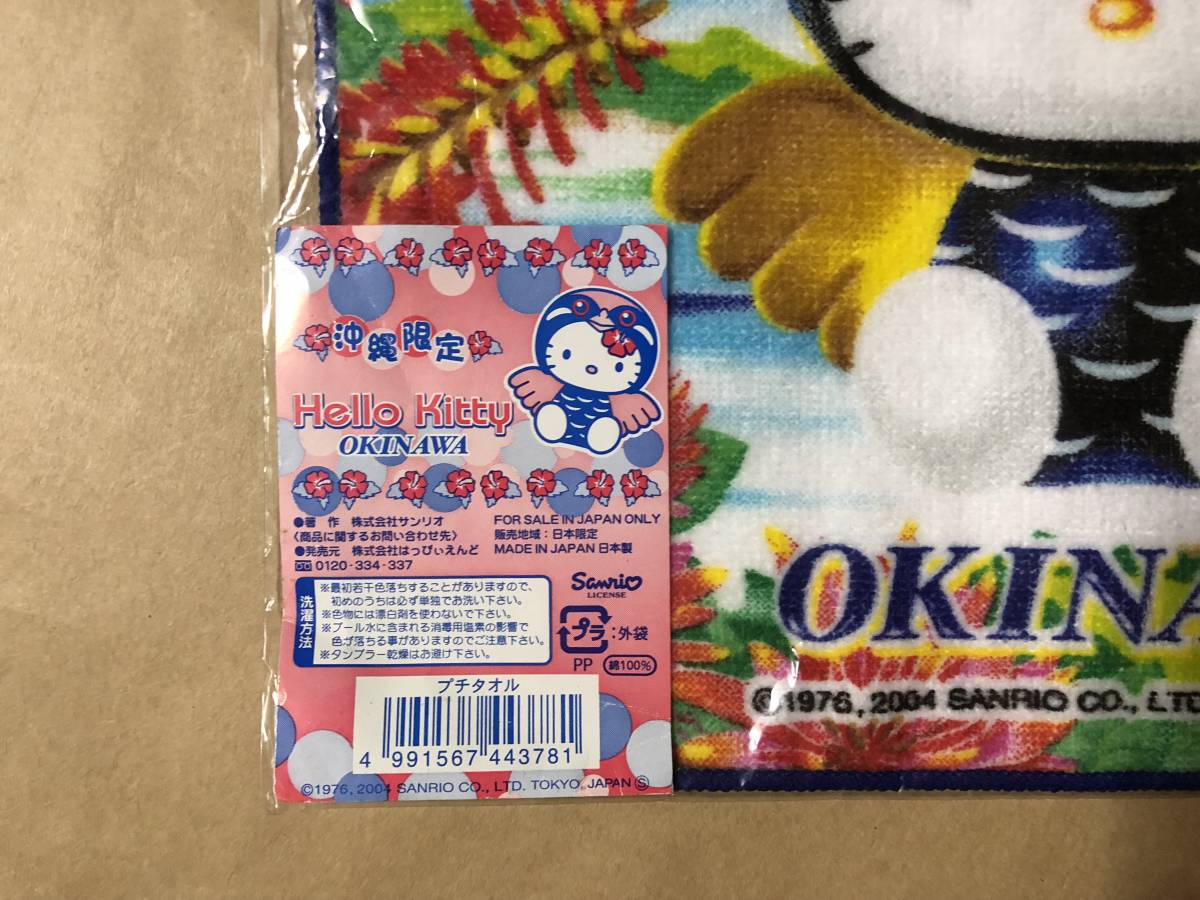 沖縄限定
Hello Kitty
OKINAWA
●著 作 株式会社サンリオ
〈商品に関するお問い合わせ先〉
●発売元 株式会社はっぴぃえんど
0120-334-337
FOR SALE IN JAPAN ONLY
販売地域：日本限定
MADE IN JAPAN 日本製
洗濯方法
※最初若干色落ちすることがありますので、
初めのうちは必ず単独でお洗い下さい。
※色物には漂白剤を使わないで下さい。
※プール水に含まれる消毒用塩素の影響で
色が落ちる事がありますのでご注意下さい。
※タンブラー乾燥はお避け下さい。
Sanrio
LICENSE
プラ：外袋
PP 綿100%
プチタオル
4 991567 443781
©1976, 2004 SANRIO CO., LTD. TOKYO, JAPAN Ⓢ
OKINA
©1976, 2004 SANRIO CO., LTD